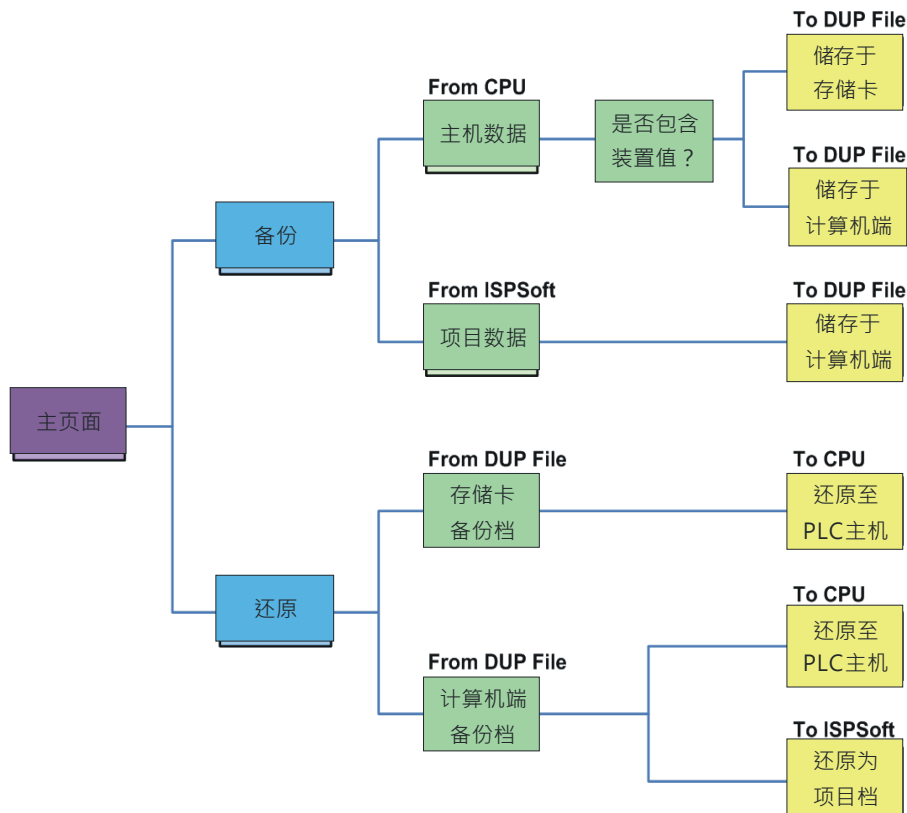 To DUP File
储存于
存储卡
From CPU
主机数据
是否包含
装置值？
To DUP File
储存于
计算机端
备份
From ISPSoft
项目数据
To DUP File
储存于
计算机端
主页面
From DUP File
存储卡
备份档
To CPU
还原至
PLC主机
还原
From DUP File
计算机端
备份档
To CPU
还原至
PLC主机
To ISPSoft
还原为
项目档